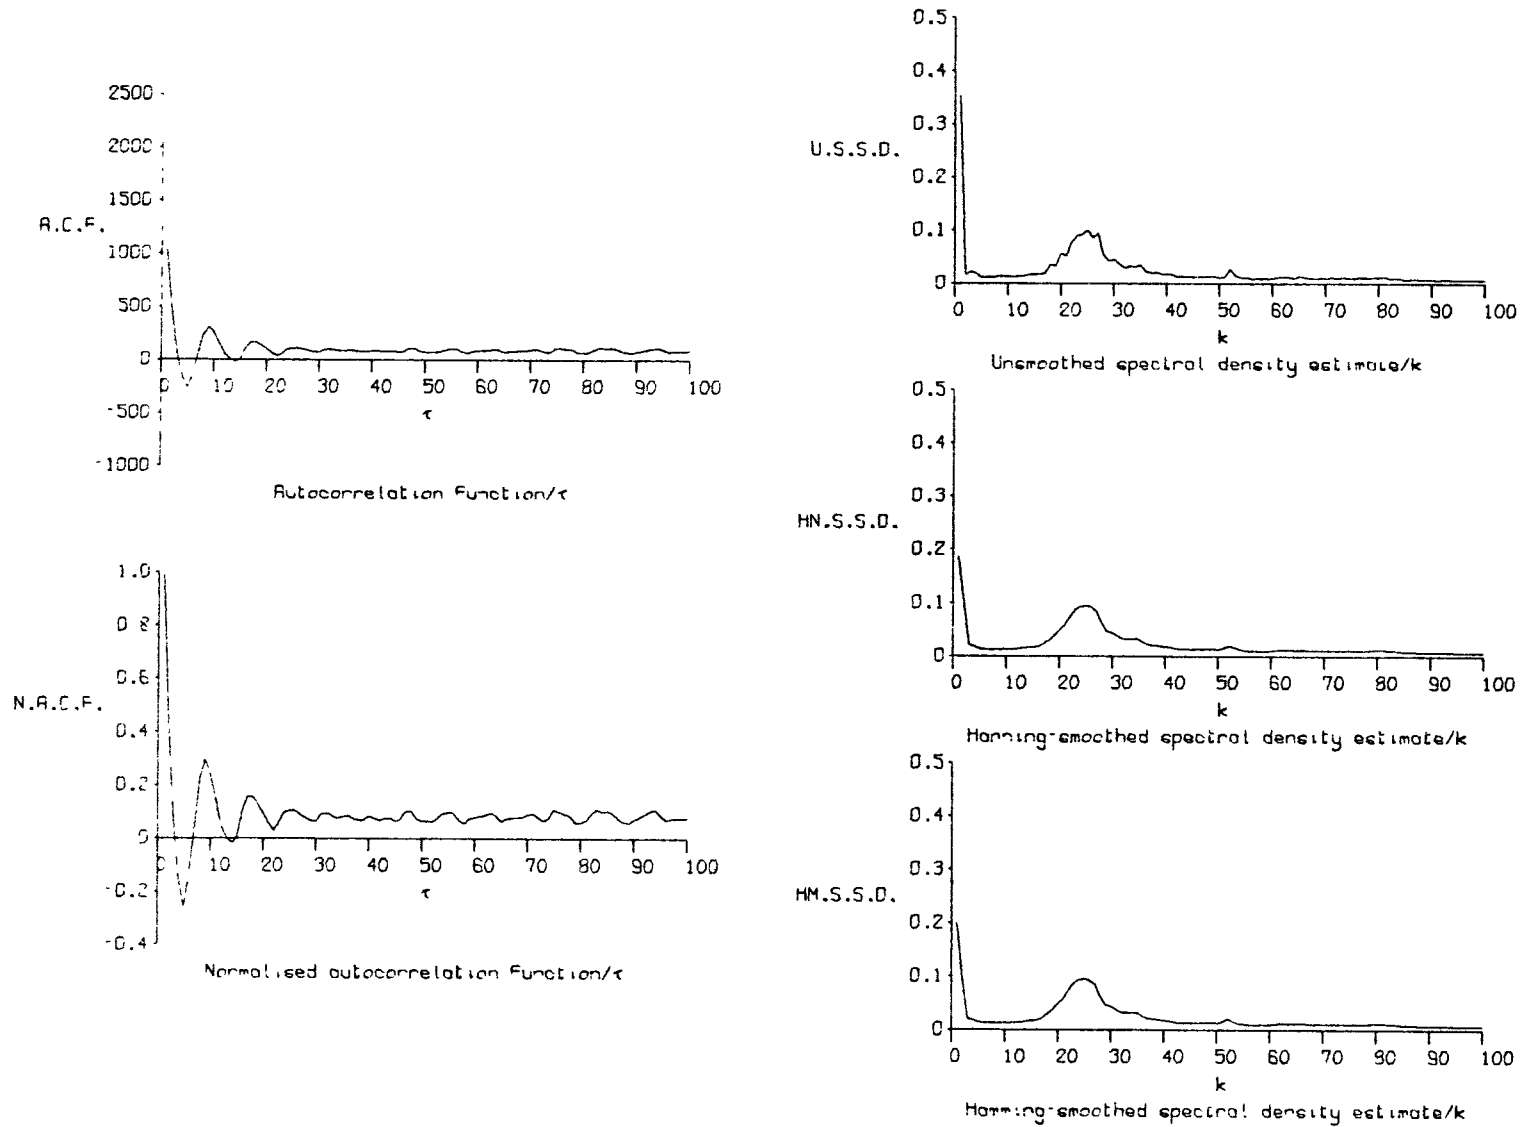 2500
2000
1500
A.C.F.
1000
500
0
0 10 20 30 40 50 60 70 80 90 100
τ
-500
-1000
Autocorrelation Function/τ
1.0
0.8
0.6
N.A.C.F.
0.4
0.2
0
0 10 20 30 40 50 60 70 80 90 100
-0.2
τ
-0.4
Normalised autocorrelation Function/τ
0.5
0.4
0.3
U.S.S.D.
0.2
0.1
0
0 10 20 30 40 50 60 70 80 90 100
k
Unsmoothed spectral density estimate/k
0.5
0.4
0.3
HN.S.S.D.
0.2
0.1
0
0 10 20 30 40 50 60 70 80 90 100
k
Hanning-smoothed spectral density estimate/k
0.5
0.4
0.3
HM.S.S.D.
0.2
0.1
0
0 10 20 30 40 50 60 70 80 90 100
k
Hamming-smoothed spectral density estimate/k